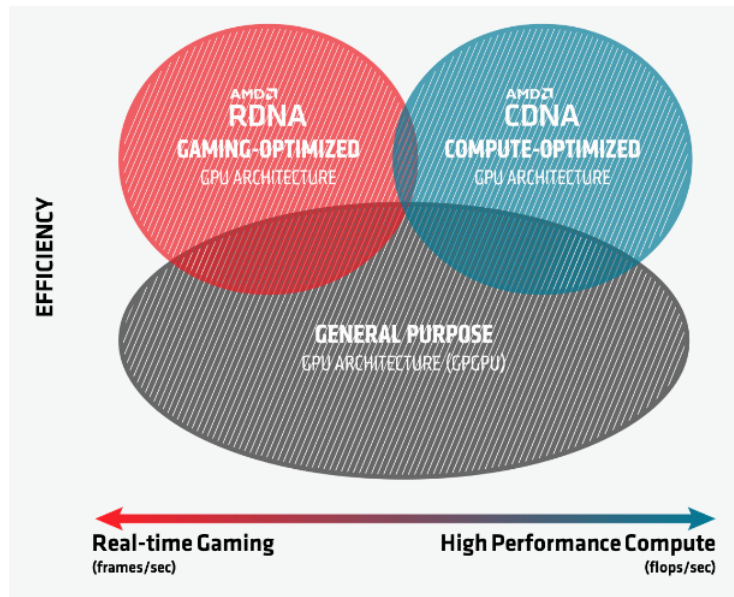 AMD
RDNA
GAMING-OPTIMIZED
GPU ARCHITECTURE
AMD
CDNA
COMPUTE-OPTIMIZED
GPU ARCHITECTURE
EFFICIENCY
GENERAL PURPOSE
GPU ARCHITECTURE (GPGPU)
Real-time Gaming
(frames/sec)
High Performance Compute
(flops/sec)